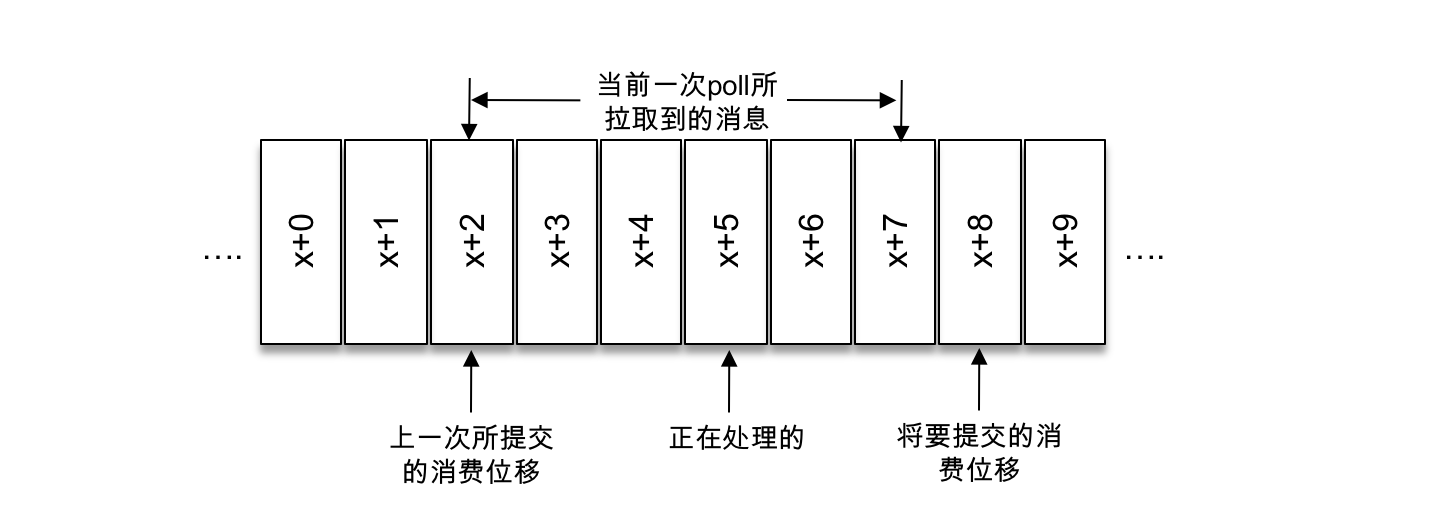 当前一次poll所
拉取到的消息
.... x+0 x+1 x+2 x+3 x+4 x+5 x+6 x+7 x+8 x+9 ....
上一次所提交
的消费位移
正在处理的
将要提交的消
费位移